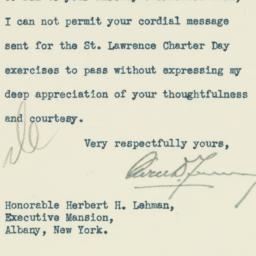 I can not permit your cordial message
sent for the St. Lawrence Charter Day
exercises to pass without expressing my
deep appreciation of your thoughtfulness
and courtesy.
Very respectfully yours,
Honorable Herbert H. Lehman,
Executive Mansion,
Albany, New York.